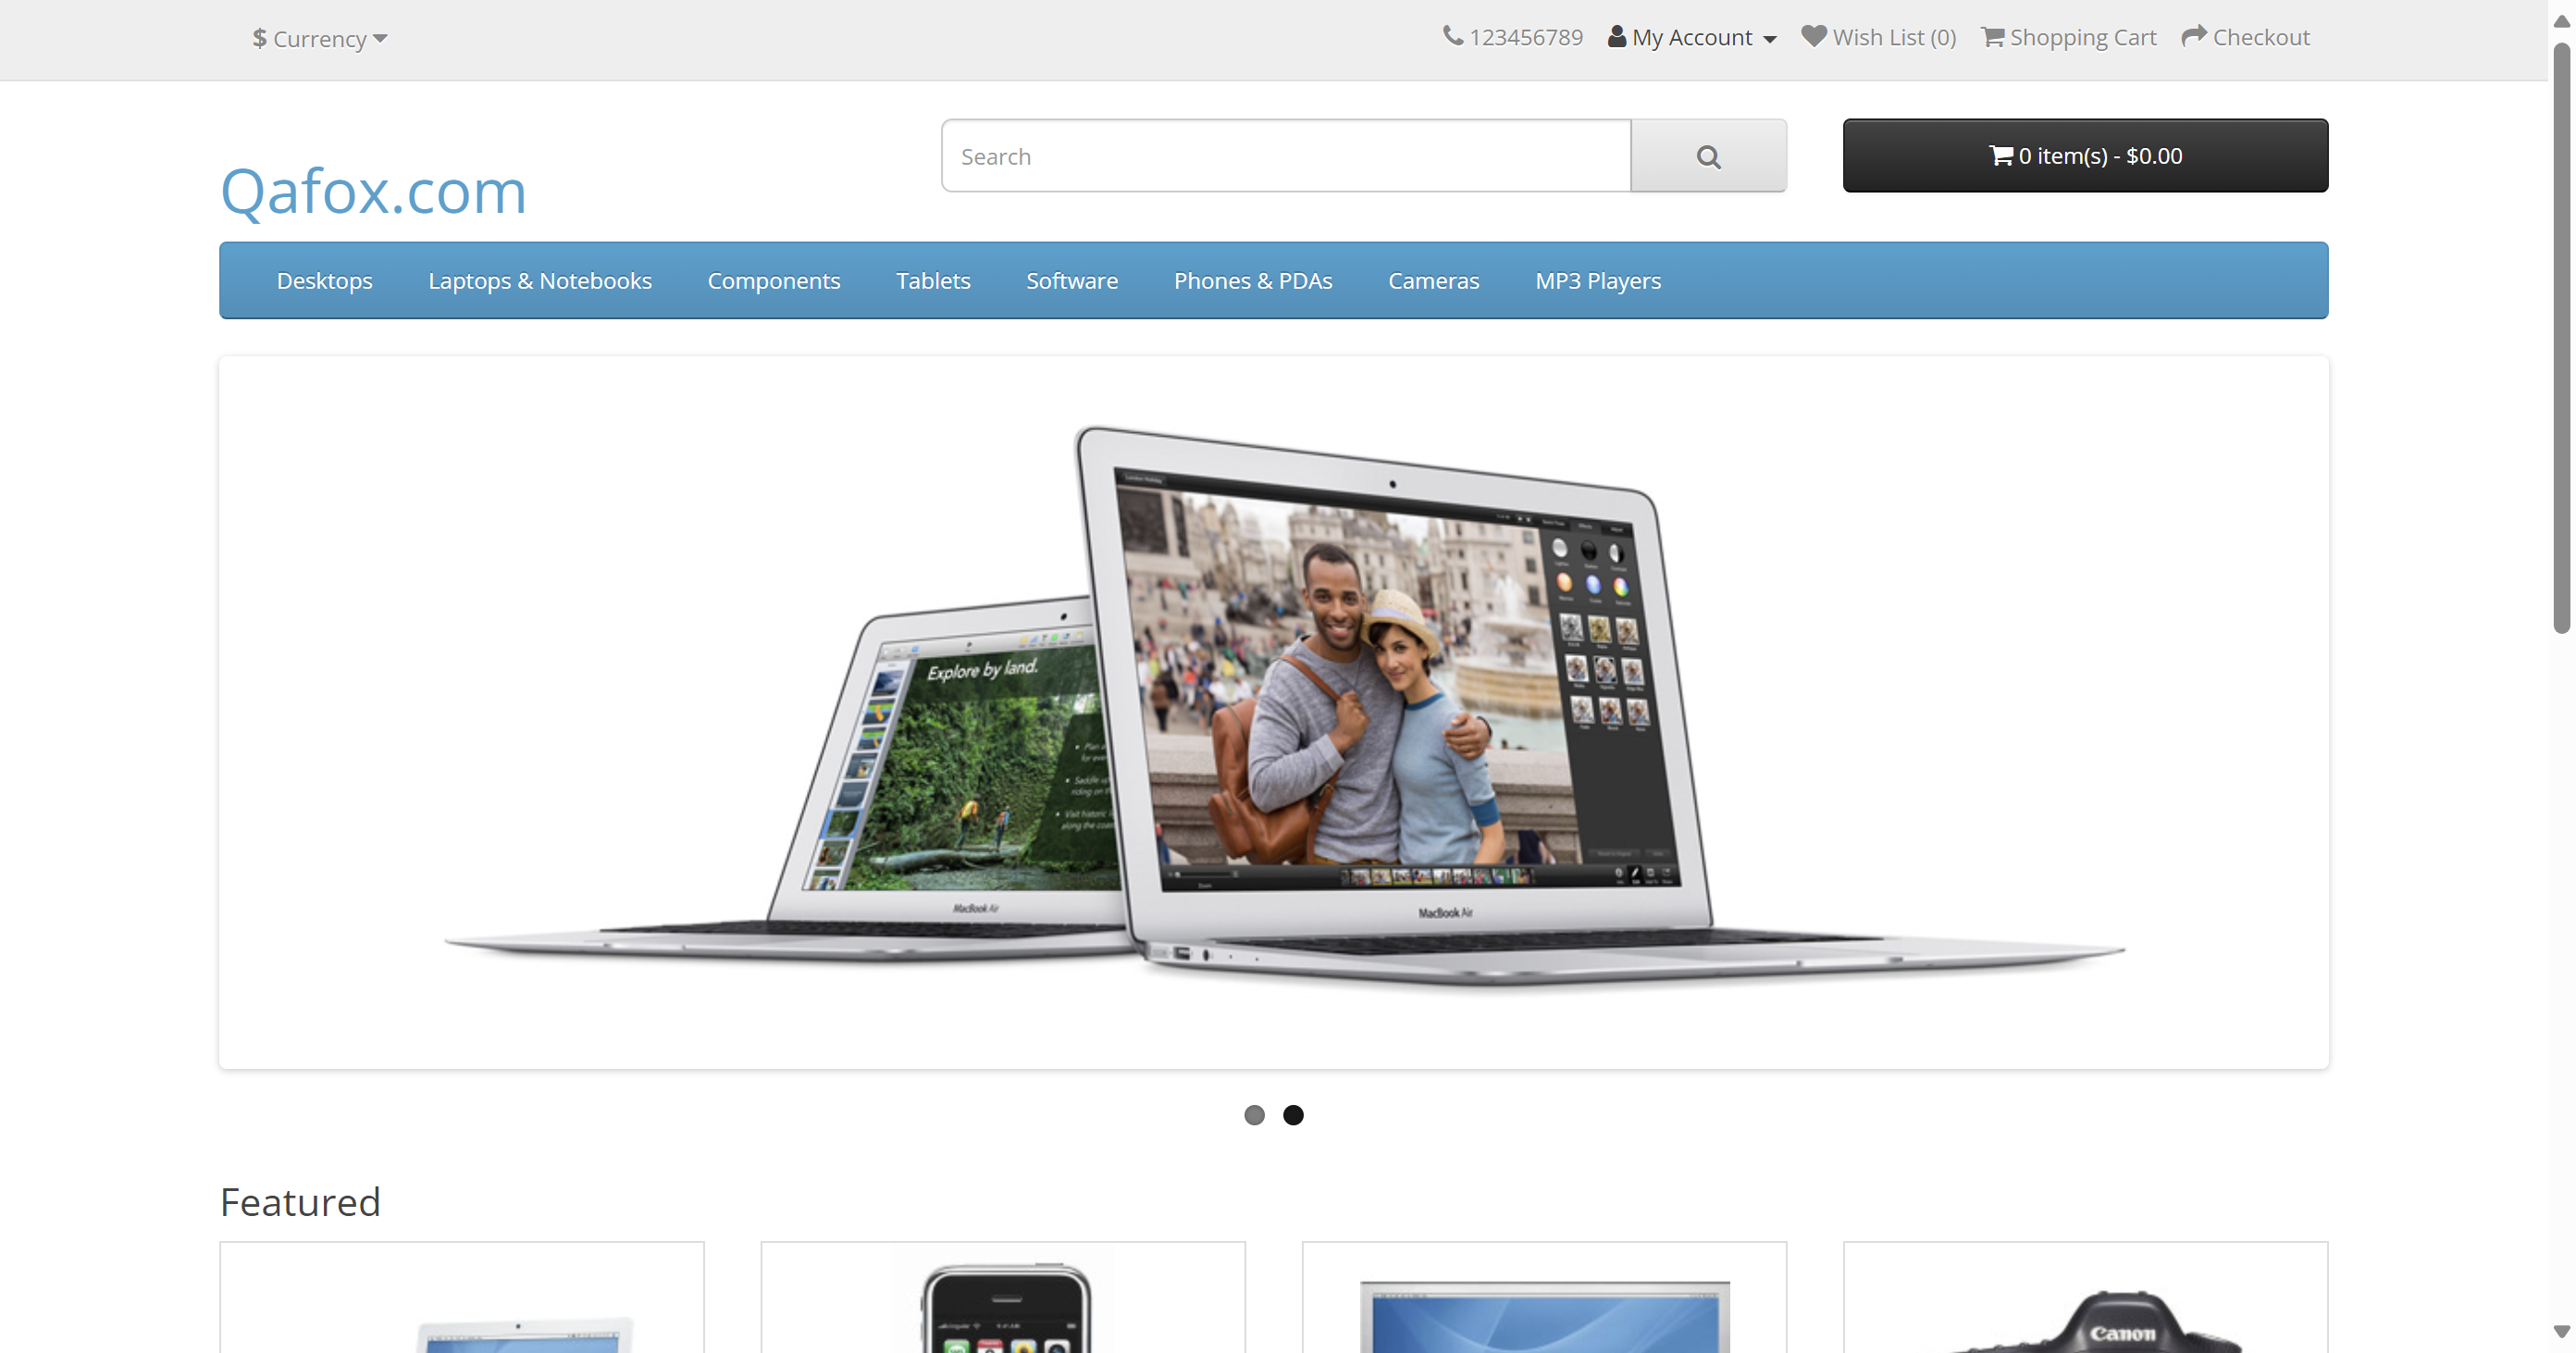 $ Currency
123456789 My Account Wish List (0) Shopping Cart Checkout
Search
0 item(s) - $0.00
Qafox.com
Desktops Laptops & Notebooks Components Tablets Software Phones & PDAs Cameras MP3 Players
Explore by land.
MacBook Air
MacBook Air
Featured
Canon